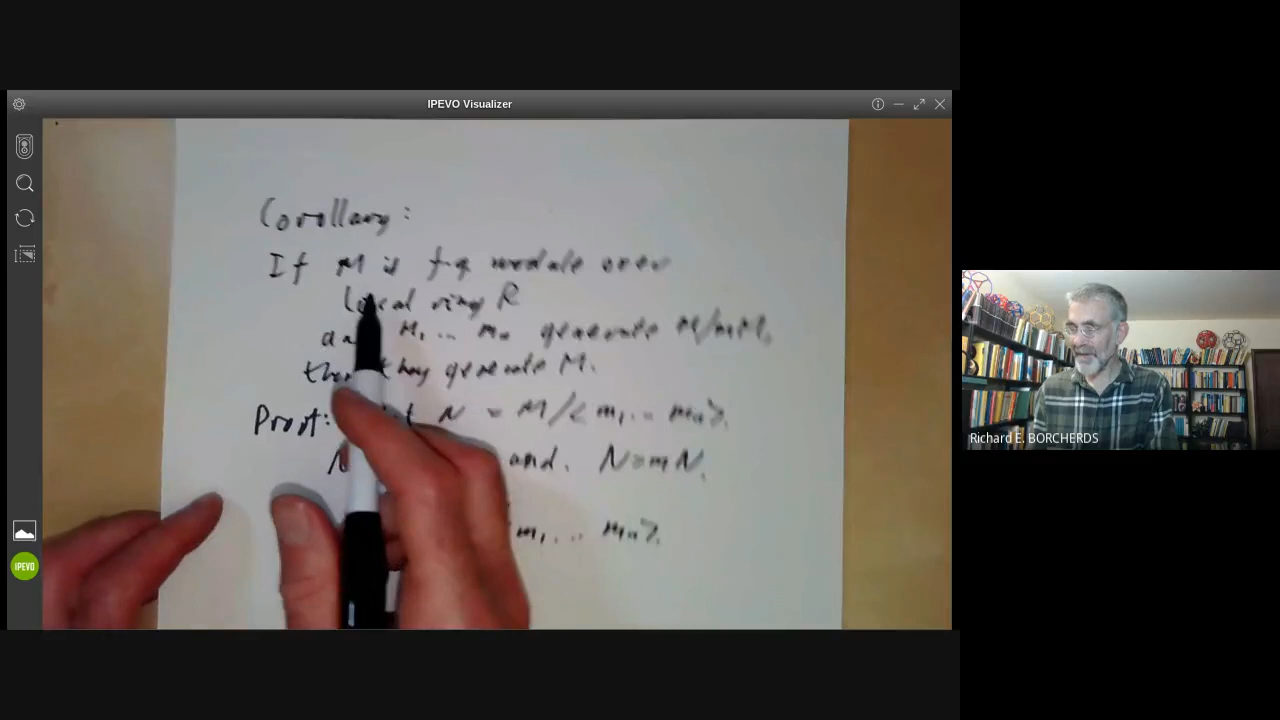 IPEVO Visualizer
Corollary:
If M is f.g module over
local ring R
m₁ ... mₙ generate M/mM,
they generate M.
Proof: N = M/< m₁ ... mₙ>.
N and. N=mN.
m₁ ... mₙ>.
IPEVO
Richard E. BORCHERDS